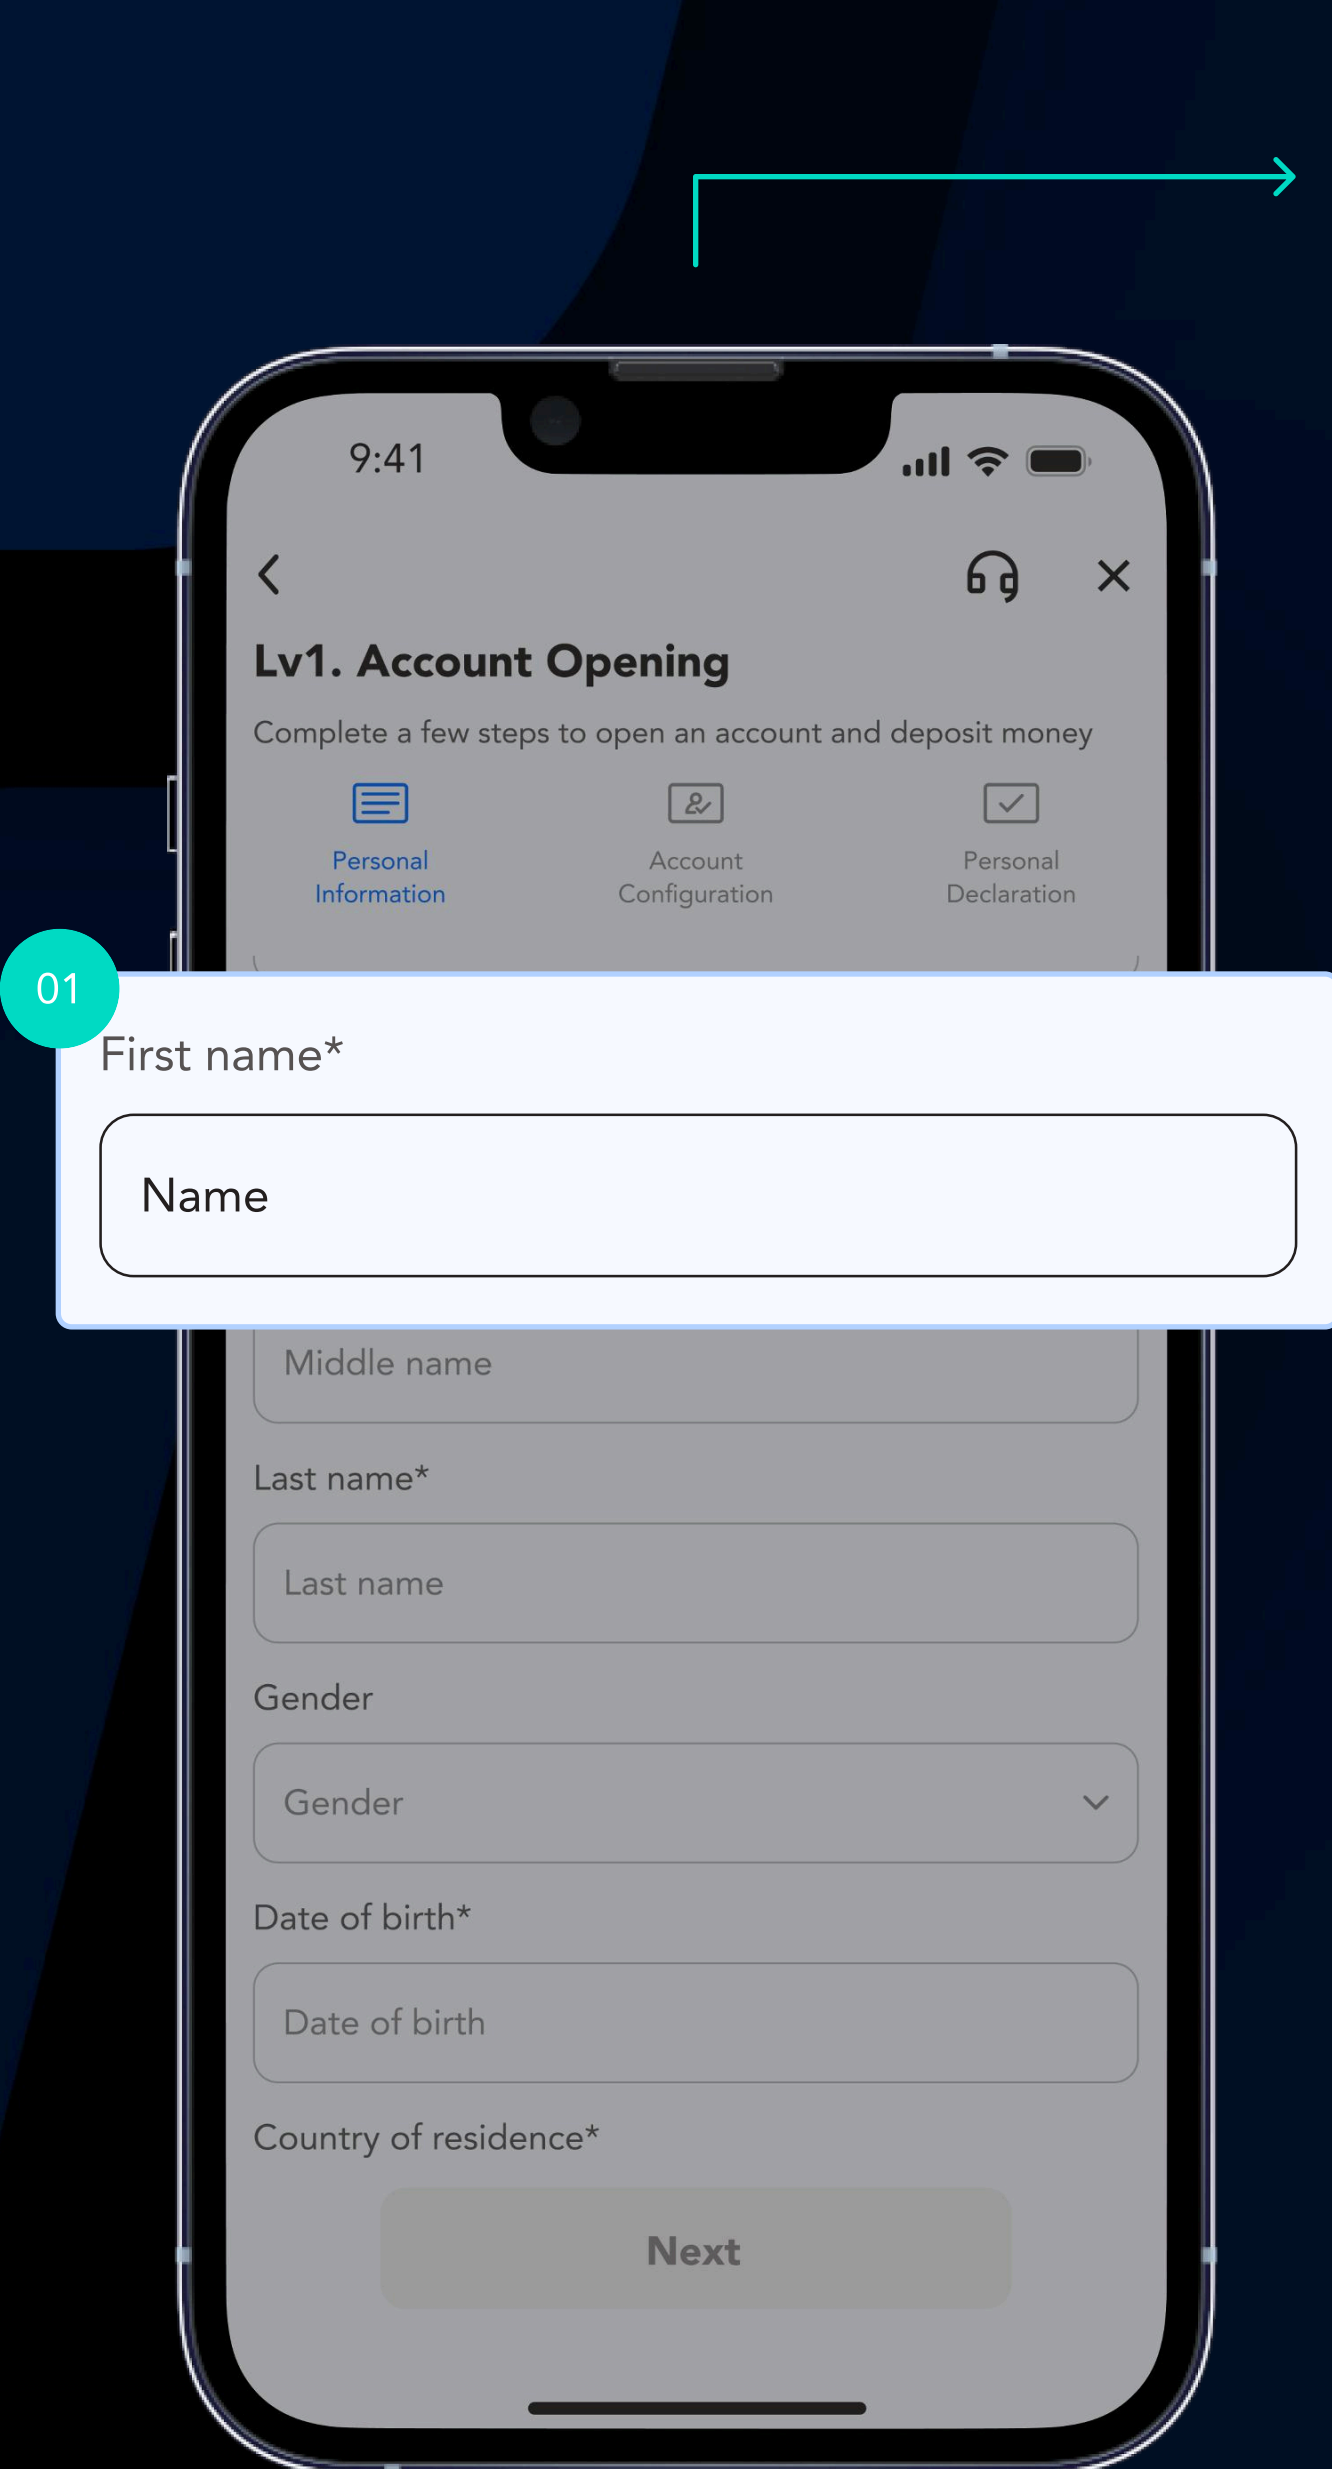 9:41
Lv1. Account Opening
Complete a few steps to open an account and deposit money
Personal
Information
Account
Configuration
Personal
Declaration
01
First name*
Name
Middle name
Last name*
Last name
Gender
Gender
Date of birth*
Date of birth
Country of residence*
Next